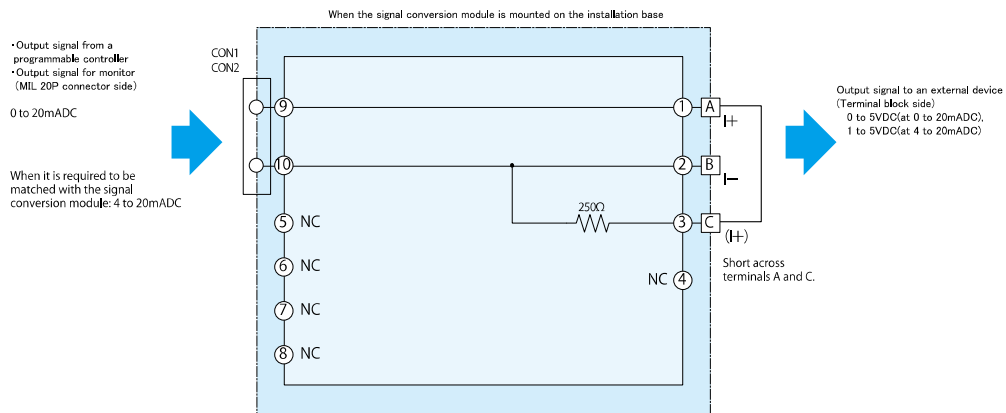 When the signal conversion module is mounted on the installation base
・Output signal from a
programmable controller
・Output signal for monitor
(MIL 20P connector side)
0 to 20mADC
When it is required to be
matched with the signal
conversion module: 4 to 20mADC
CON1
CON2
9
10
5 NC
6 NC
7 NC
8 NC
250Ω
1 A
I+
2 B
I−
3 C
(I+)
NC 4
Short across
terminals A and C.
Output signal to an external device
(Terminal block side)
0 to 5VDC(at 0 to 20mADC),
1 to 5VDC(at 4 to 20mADC)